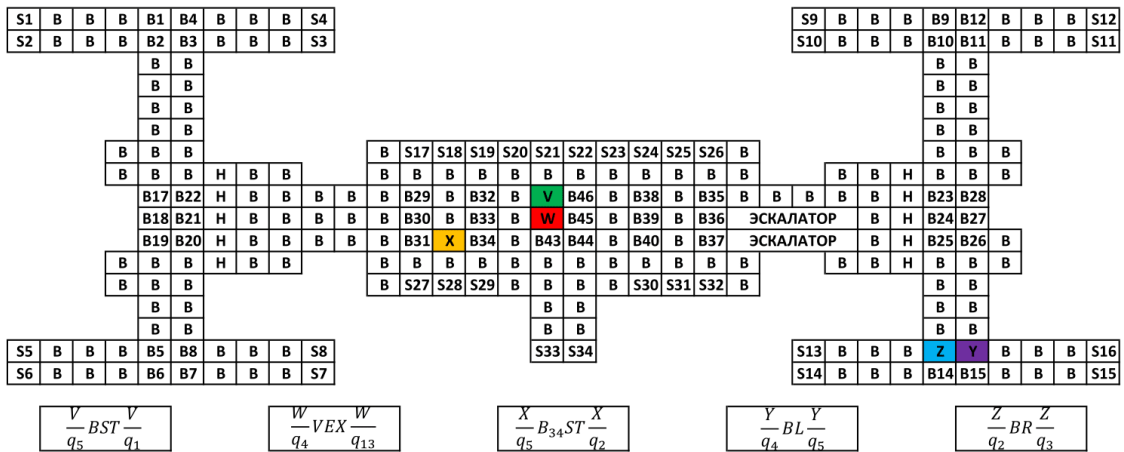 S1 B B B B1 B4 B B B S4 S9 B B B B9 B12 B B B S12
S2 B B B B2 B3 B B B S3 S10 B B B B10 B11 B B B S11
B B B B
B B B B
B B B B
B B B B
B B B B S17 S18 S19 S20 S21 S22 S23 S24 S25 S26 B B B B
B B B H B B B B B B B B B B B B B B B B H B B B
B17 B22 H B B B B B B29 B B32 B V B46 B B38 B B35 B B B B B H B23 B28
B18 B21 H B B B B B B30 B B33 B W B45 B B39 B B36 ЭСКАЛАТОР B H B24 B27
B19 B20 H B B B B B B31 X B34 B B43 B44 B B40 B B37 ЭСКАЛАТОР B H B25 B26 B
B B B H B B B B B B B B B B B B B B B B H B B B
B B B B S27 S28 S29 B B B B S30 S31 S32 B B B
B B B B B B
B B B B B B
S5 B B B B5 B8 B B B S8 S33 S34 S13 B B B Z Y B B B S16
S6 B B B B6 B7 B B B S7 S14 B B B B14 B15 B B B S15
V/q5 BST V/q1
W/q4 VEX W/q13
X/q5 B34ST X/q2
Y/q4 BL Y/q5
Z/q2 BR Z/q3